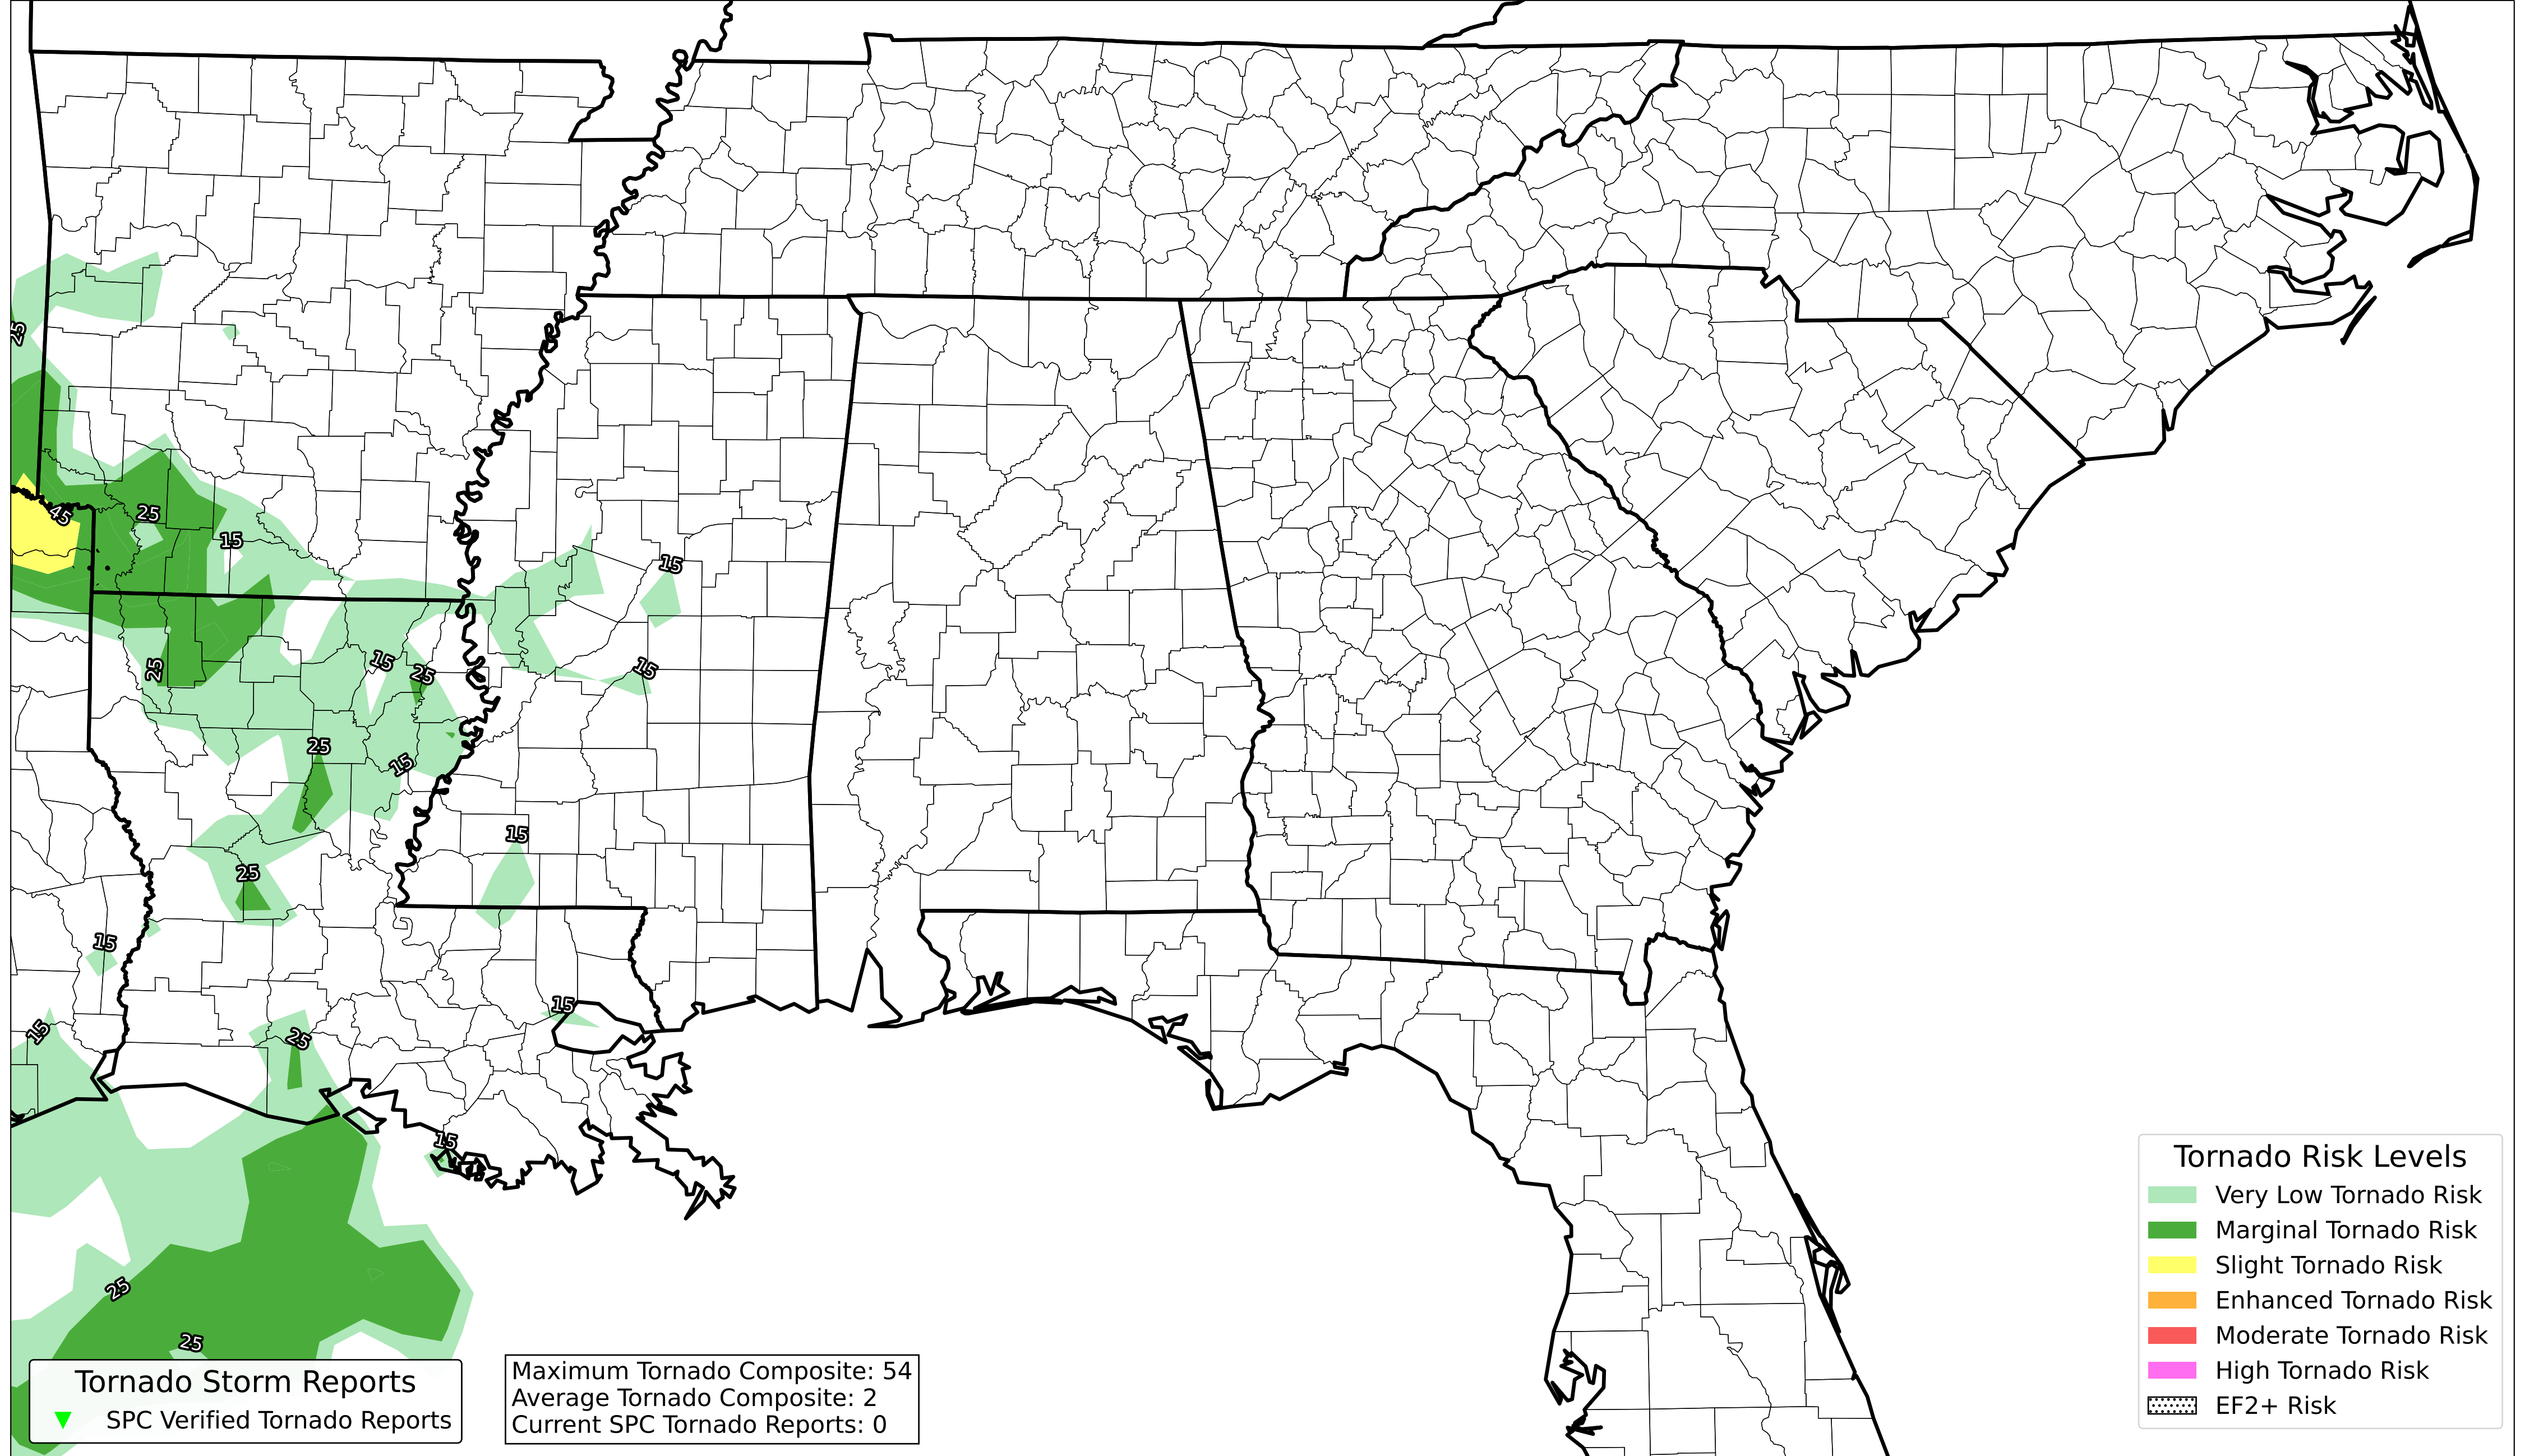 25
45
25
15
15
25
15
25
15
25
15
15
25
15
15
15
25
15
25
25
Tornado Storm Reports
SPC Verified Tornado Reports
Maximum Tornado Composite: 54
Average Tornado Composite: 2
Current SPC Tornado Reports: 0
Tornado Risk Levels
Very Low Tornado Risk
Marginal Tornado Risk
Slight Tornado Risk
Enhanced Tornado Risk
Moderate Tornado Risk
High Tornado Risk
EF2+ Risk